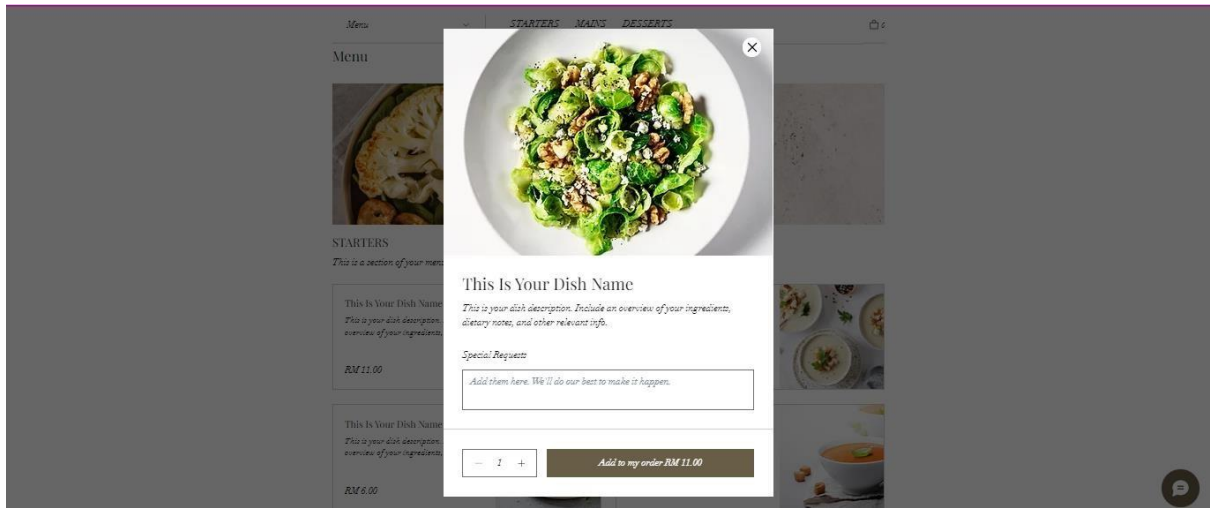 Menu
STARTERS MAINS DESSERTS
Menu
STARTERS
This is a section of your menu
This Is Your Dish Name
This is your dish description.
overview of your ingredients,
RM 11.00
This Is Your Dish Name
This is your dish description.
overview of your ingredients,
RM 6.00
This Is Your Dish Name
This is your dish description. Include an overview of your ingredients,
dietary notes, and other relevant info.
Special Requests
Add them here. We'll do our best to make it happen.
− 1 +
Add to my order RM 11.00